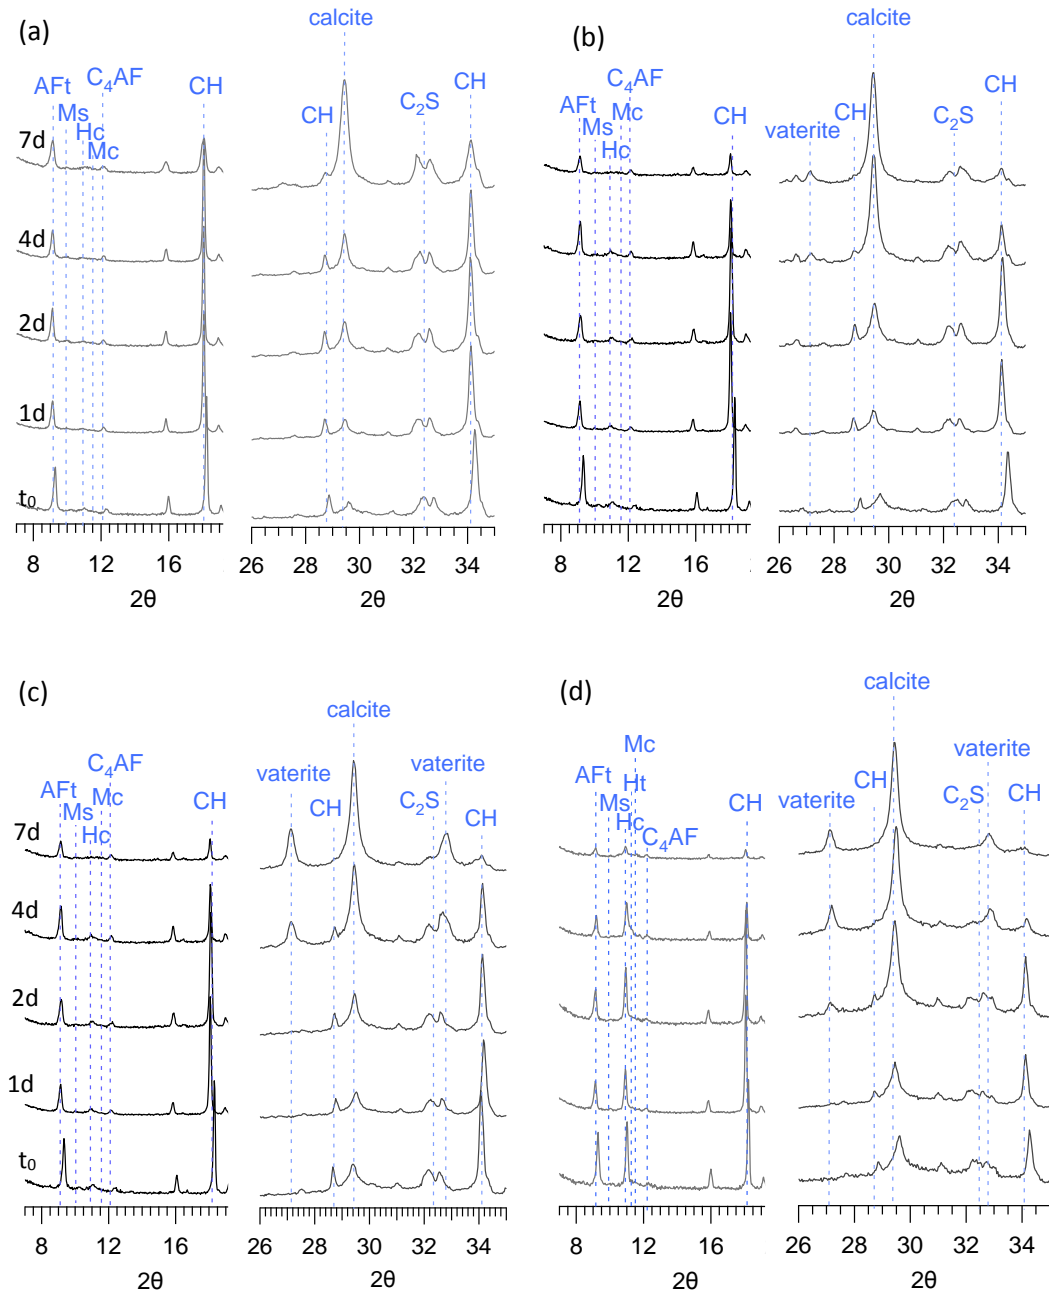 (a)
calcite
C₄AF
AFt
Ms
Hc
Mc
CH
CH
C₂S
CH
7d
4d
2d
1d
t₀
8 12 16
2θ
26 28 30 32 34
2θ
(b)
calcite
C₄AF
AFt
Mc
Ms
Hc
CH
vaterite
CH
C₂S
CH
8 12 16
2θ
26 28 30 32 34
2θ
(c)
calcite
C₄AF
AFt
Mc
Ms
Hc
CH
vaterite
CH
C₂S
vaterite
CH
7d
4d
2d
1d
t₀
8 12 16
2θ
26 28 30 32 34
2θ
(d)
calcite
Mc
AFt
Ht
Ms
Hc
C₄AF
CH
vaterite
CH
C₂S
vaterite
CH
8 12 16
2θ
26 28 30 32 34
2θ